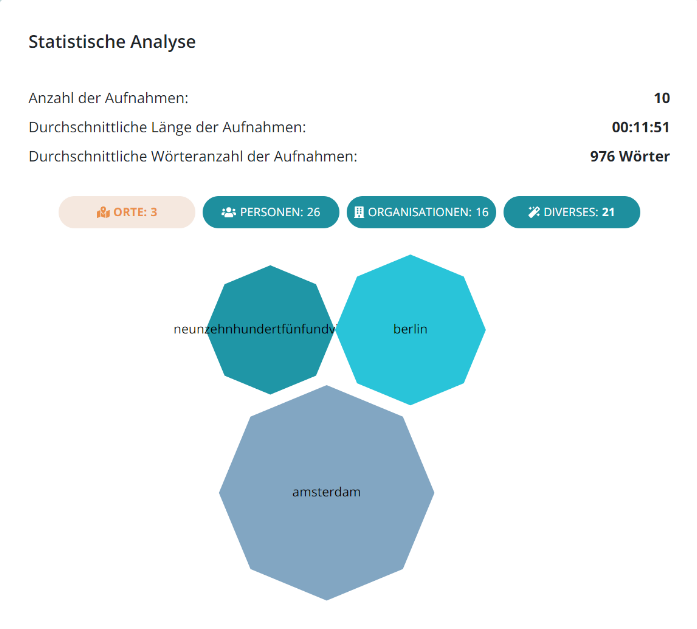 Statistische Analyse
Anzahl der Aufnahmen: 10
Durchschnittliche Länge der Aufnahmen: 00:11:51
Durchschnittliche Wörteranzahl der Aufnahmen: 976 Wörter
ORTE: 3 PERSONEN: 26 ORGANISATIONEN: 16 DIVERSES: 21
neunzehnhundertfünfundv berlin
amsterdam